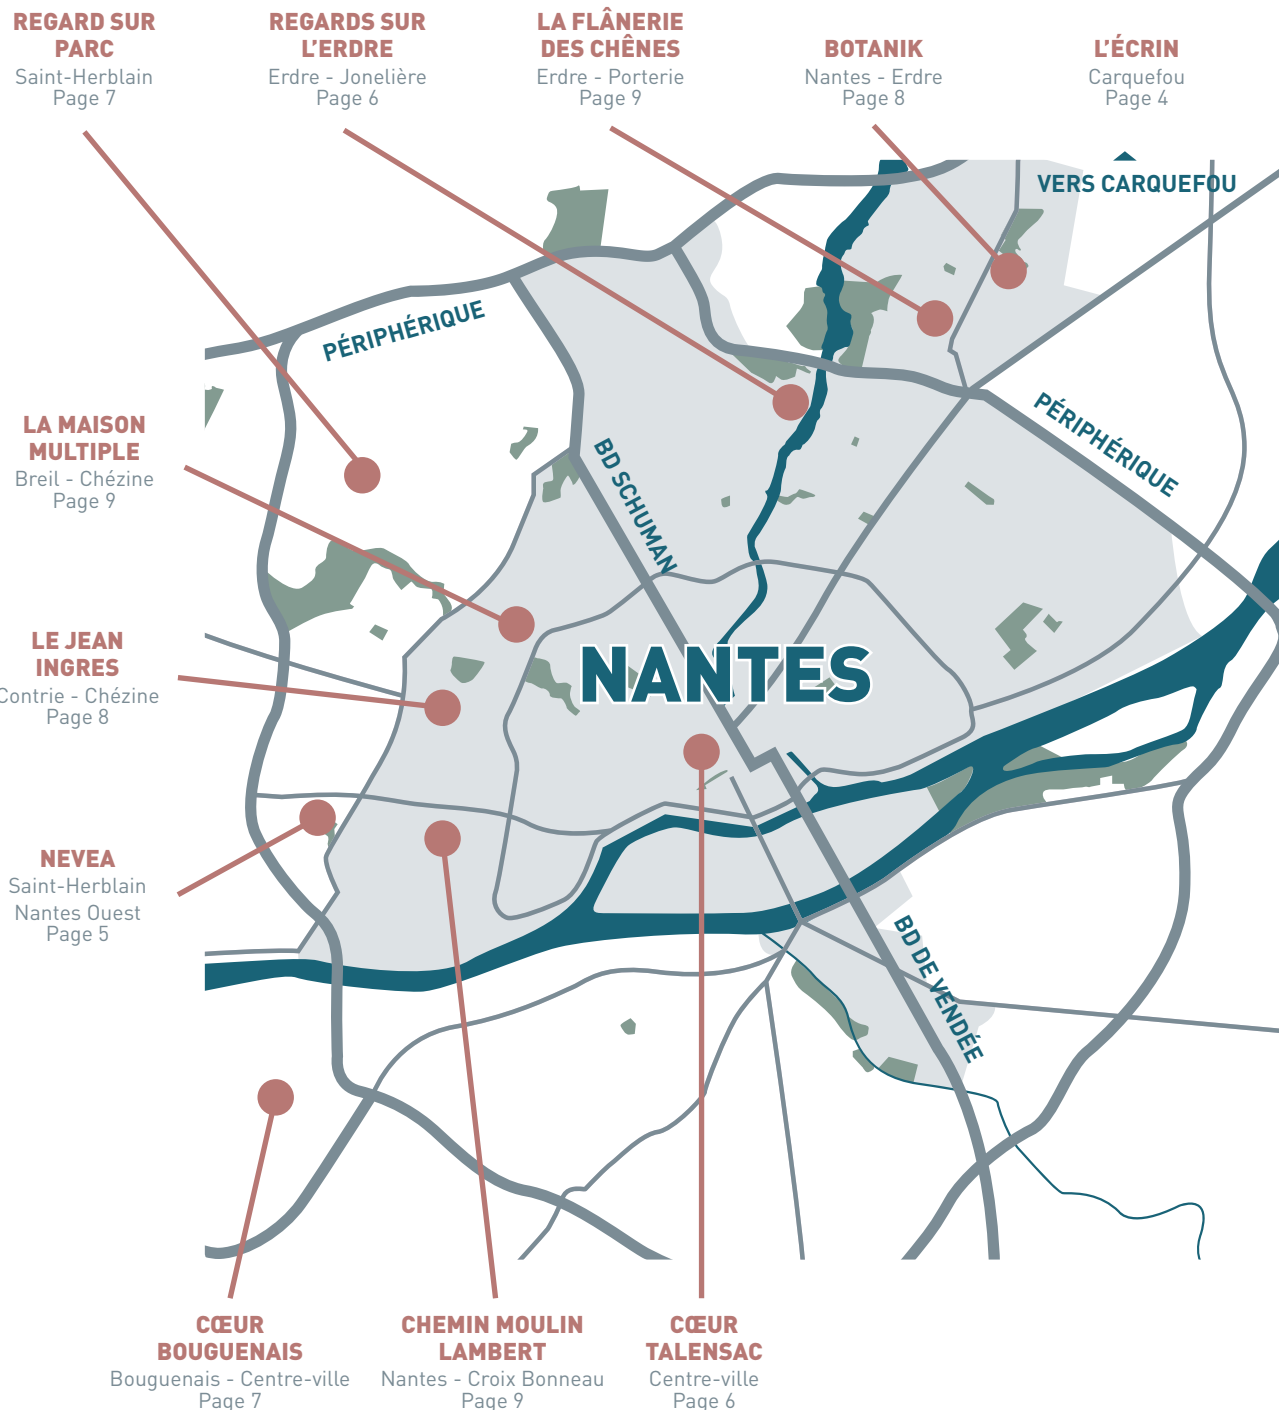 REGARD SUR
PARC
Saint-Herblain
Page 7
REGARDS SUR
L'ERDRE
Erdre - Jonelière
Page 6
LA FLÂNERIE
DES CHÊNES
Erdre - Porterie
Page 9
BOTANIK
Nantes - Erdre
Page 8
L'ÉCRIN
Carquefou
Page 4
VERS CARQUEFOU
PÉRIPHÉRIQUE
PÉRIPHÉRIQUE
LA MAISON
MULTIPLE
Breil - Chézine
Page 9
BD SCHUMAN
LE JEAN
INGRES
Contrie - Chézine
Page 8
NANTES
NEVEA
Saint-Herblain
Nantes Ouest
Page 5
BD DE VENDÉE
CŒUR
BOUGUENAIS
Bouguenais - Centre-ville
Page 7
CHEMIN MOULIN
LAMBERT
Nantes - Croix Bonneau
Page 9
CŒUR
TALENSAC
Centre-ville
Page 6